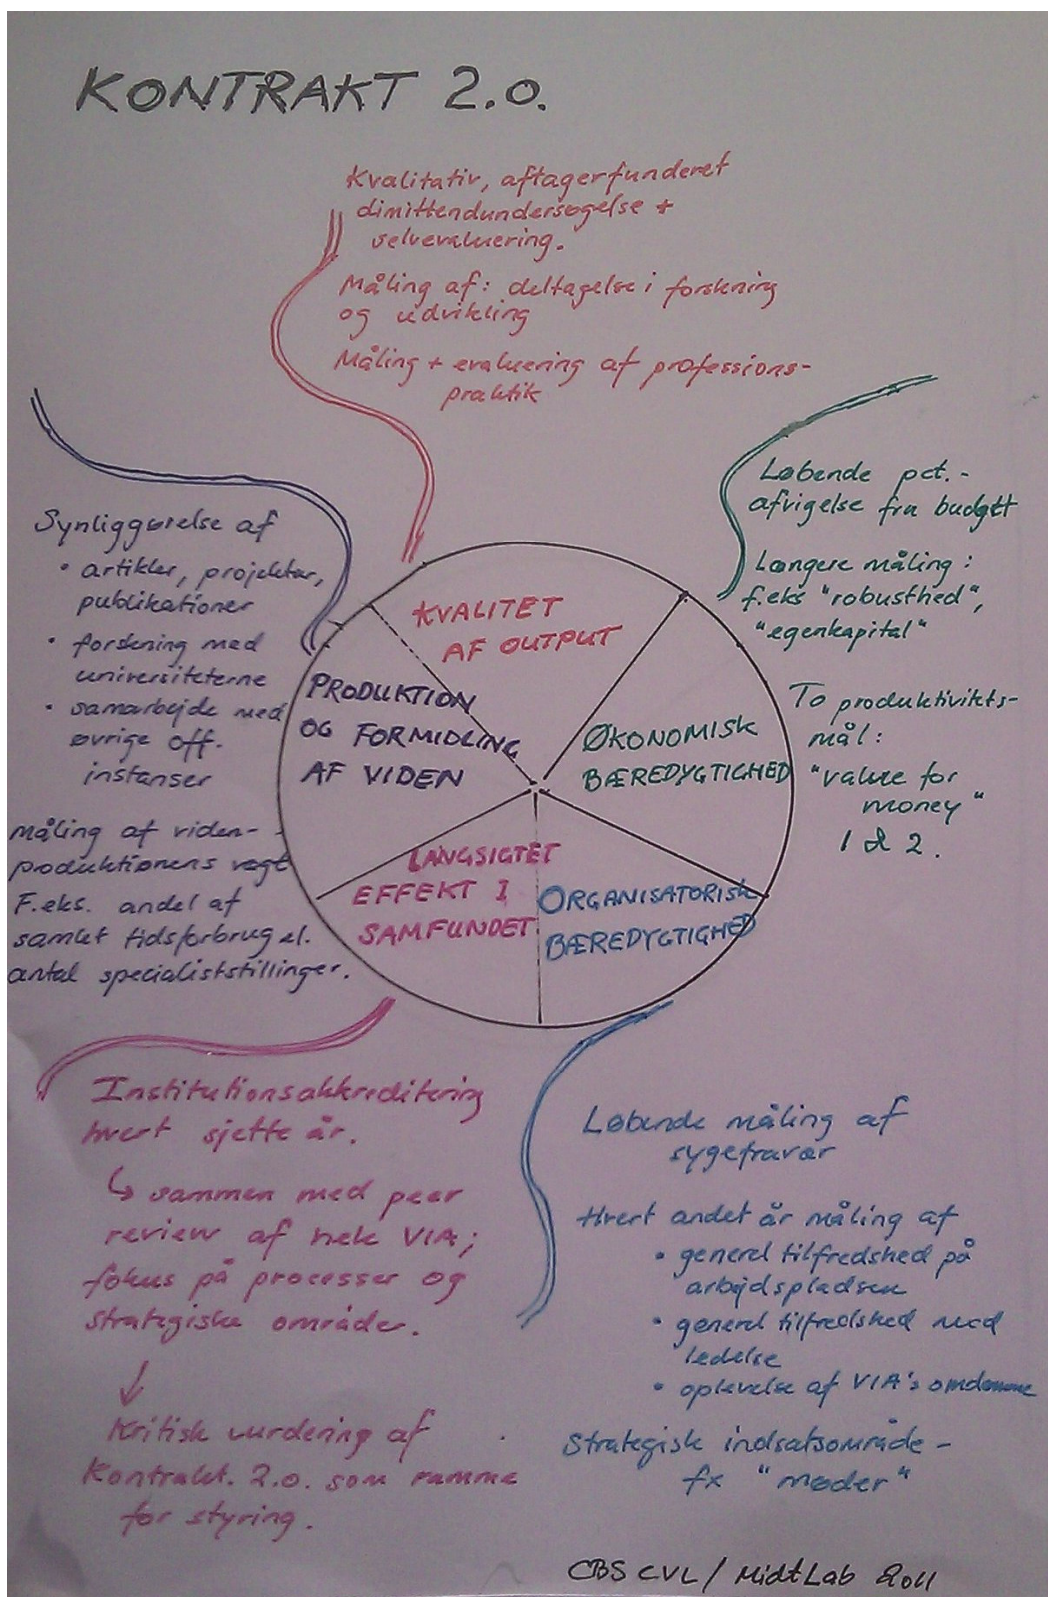 KONTRAKT 2.0.
Kvalitativ, aftagerfunderet
dimittendundersøgelse +
selvevaluering.
Måling af: deltagelse i forskning
og udvikling
Måling + evaluering af professions-
praktik
Løbende pct.-
afvigelse fra budgtt
Længere måling:
f.eks "robusthed",
"egenkapital"
To produktivitets-
mål:
"value for
money"
1 & 2.
Synliggørelse af
• artikler, projekter,
publikationer
• forskning med
universiteterne
• samarbejde med
øvrige off.
instanser
måling af viden-
produktionens vægt
F.eks. andel af
samlet tidsforbrug el.
antal specialiststillinger.
KVALITET
AF OUTPUT
PRODUKTION
OG FORMIDLING
AF VIDEN
ØKONOMISK
BÆREDYGTIGHED
LANGSIGTET
EFFEKT I
SAMFUNDET
ORGANISATORISK
BÆREDYGTIGHED
Institutionsakkreditering
hvert sjette år.
↳ sammen med peer
review af hele VIA;
fokus på processer og
strategiske område.
↓
Kritisk vurdering af
Kontrakt. 2.0. som ramme
for styring.
Løbende måling af
sygefravær
Hvert andet år måling af
• generel tilfredshed på
arbejdspladsen
• generel tilfredshed med
ledelse
• oplevelse af VIA's omdømme
Strategisk indsatsområde -
fx "møder"
CBS CVL / MidtLab 2011